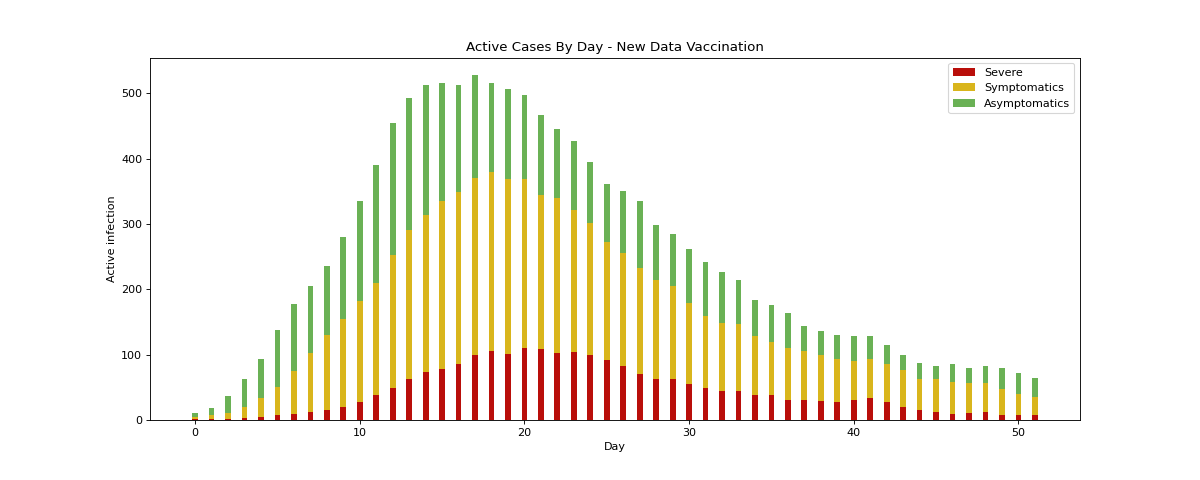 Active Cases By Day - New Data Vaccination
Severe
Symptomatics
Asymptomatics
500
400
300
200
100
0
Active infection
0 10 20 30 40 50
Day